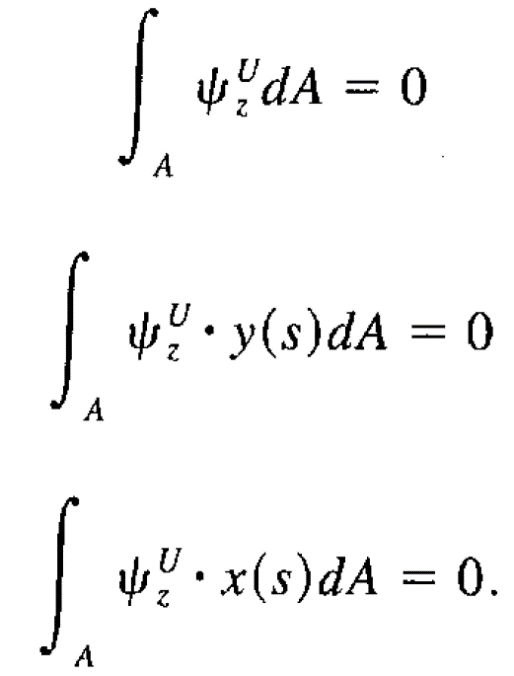 ∫_A ψ_z^U dA = 0
∫_A ψ_z^U · y(s)dA = 0
∫_A ψ_z^U · x(s)dA = 0.